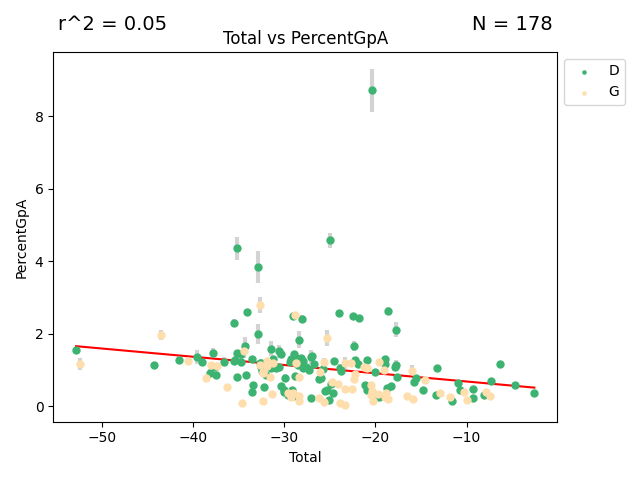 r^2 = 0.05
N = 178
Total vs PercentGpA
D
G
8
6
4
2
0
PercentGpA
−50
−40
−30
−20
−10
Total